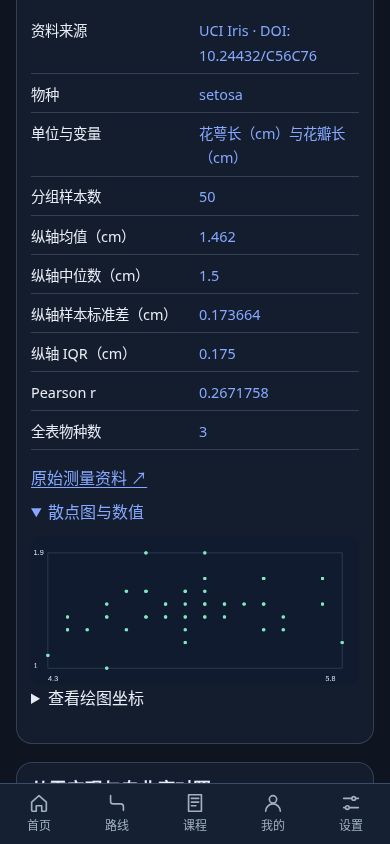 资料来源
UCI Iris · DOI:
10.24432/C56C76
物种
setosa
单位与变量
花萼长（cm）与花瓣长
（cm）
分组样本数
50
纵轴均值（cm）
1.462
纵轴中位数（cm）
1.5
纵轴样本标准差（cm）
0.173664
纵轴 IQR（cm）
0.175
Pearson r
0.2671758
全表物种数
3
原始测量资料 ↗
▼ 散点图与数值
1.9
1
4.3
5.8
▶ 查看绘图坐标
首页
路线
课程
我的
设置